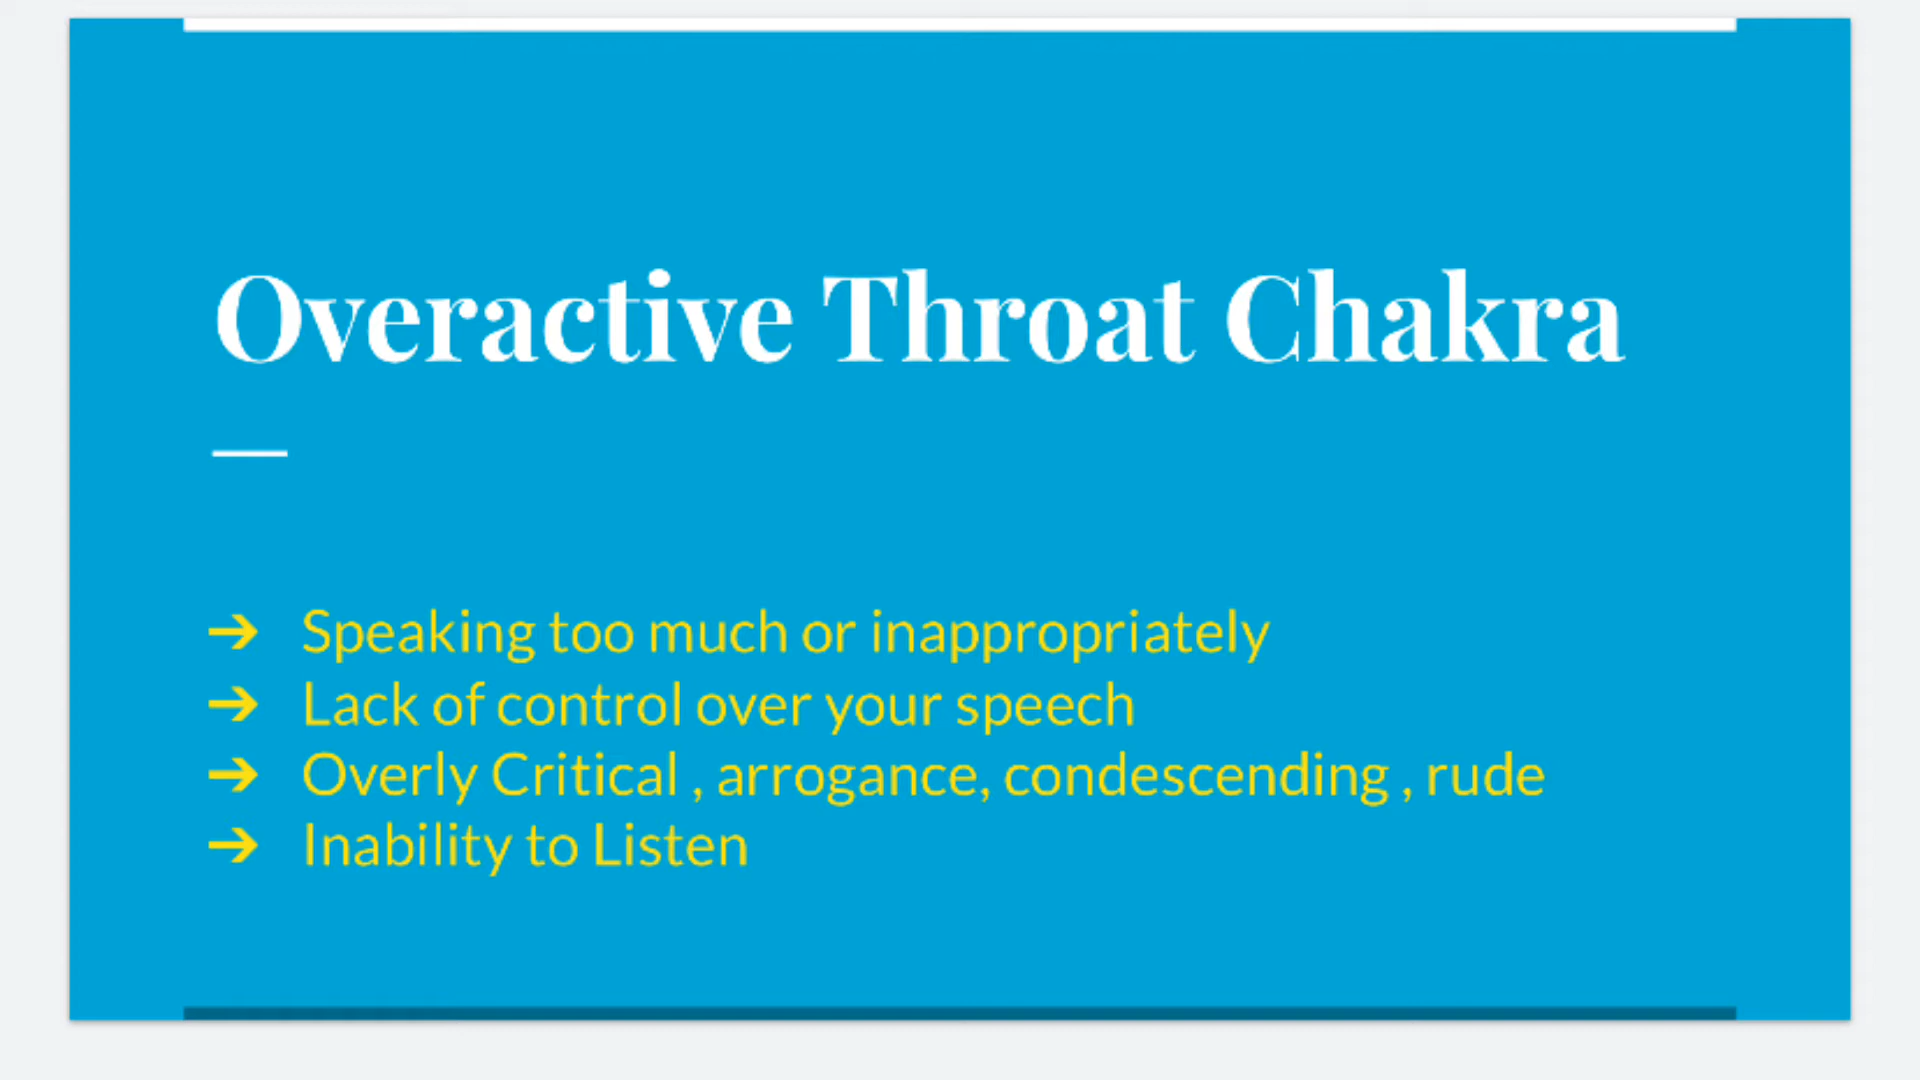 Overactive Throat Chakra
➔ Speaking too much or inappropriately
➔ Lack of control over your speech
➔ Overly Critical , arrogance, condescending , rude
➔ Inability to Listen